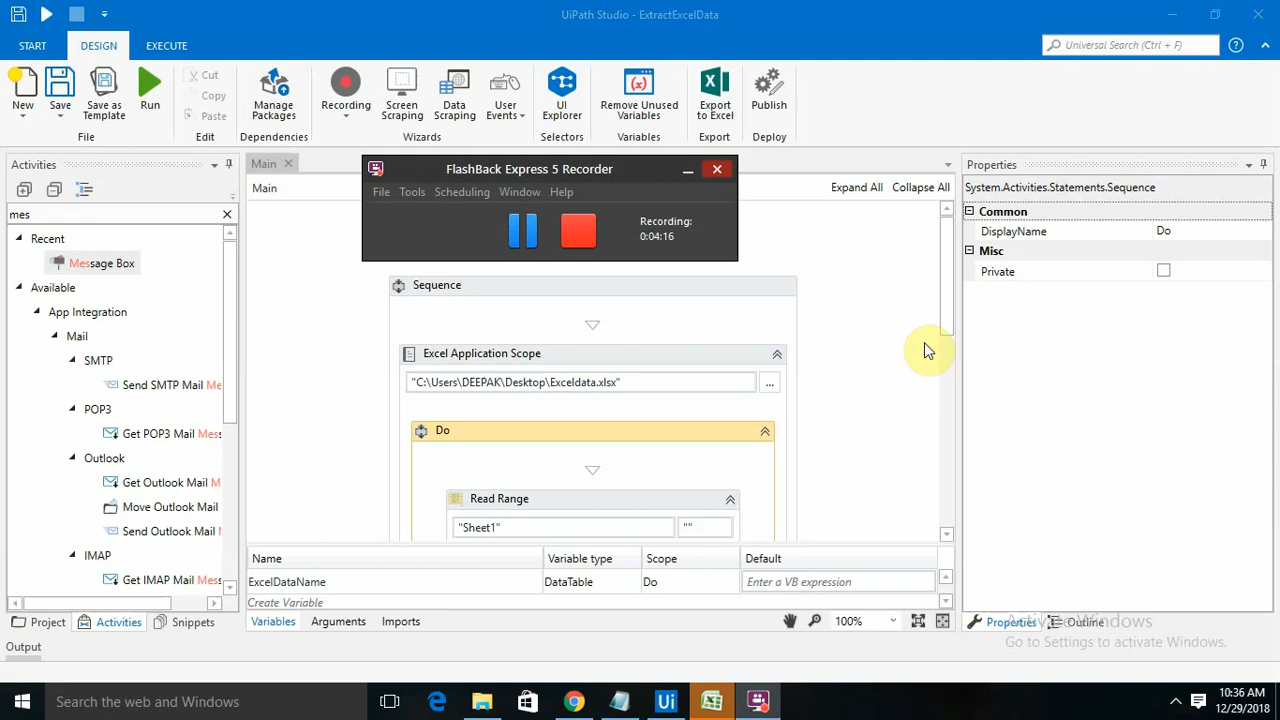 UiPath Studio - ExtractExcelData
START DESIGN EXECUTE
Universal Search (Ctrl + F)
New Save Save as Template Run
Cut
Copy
Paste
Manage Packages
Recording Screen Scraping Data Scraping User Events
UI Explorer
Remove Unused Variables
Export to Excel
Publish
File Edit Dependencies Wizards Selectors Variables Export Deploy
Activities
mes
Recent
Message Box
Available
App Integration
Mail
SMTP
Send SMTP Mail Mes
POP3
Get POP3 Mail Mess
Outlook
Get Outlook Mail M
Move Outlook Mail
Send Outlook Mail
IMAP
Get IMAP Mail Mess
Project Activities Snippets
Output
Main
Main
Expand All Collapse All
FlashBack Express 5 Recorder
File Tools Scheduling Window Help
Recording:
0:04:16
Sequence
Excel Application Scope
"C:\Users\DEEPAK\Desktop\Exceldata.xlsx"
...
Do
Read Range
"Sheet1" ""
Name Variable type Scope Default
ExcelDataName DataTable Do Enter a VB expression
Create Variable
Variables Arguments Imports
100%
Properties
System.Activities.Statements.Sequence
Common
DisplayName Do
Misc
Private
Properties Outline
Activate Windows
Go to Settings to activate Windows.
Search the web and Windows
Ui
10:36 AM
12/29/2018